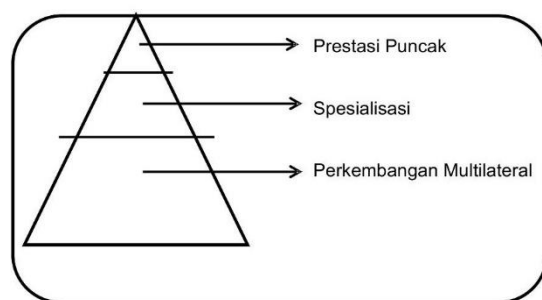 Prestasi Puncak
Spesialisasi
Perkembangan Multilateral